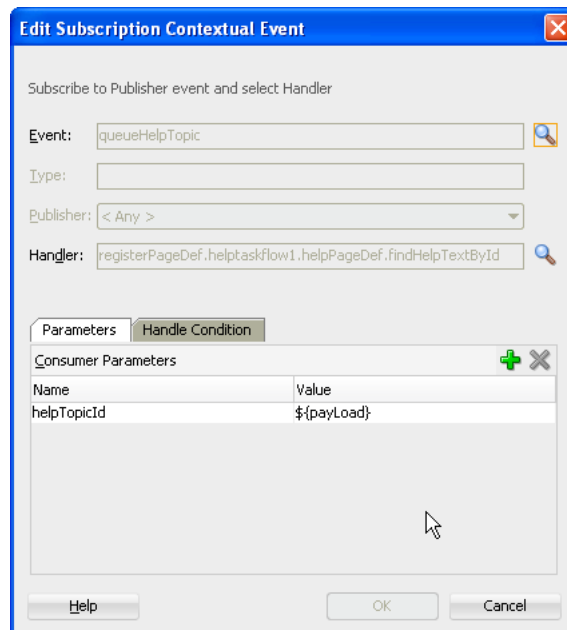 Edit Subscription Contextual Event
Subscribe to Publisher event and select Handler
Event: queueHelpTopic
Type:
Publisher: < Any >
Handler: registerPageDef.helptaskflow1.helpPageDef.findHelpTextById
Parameters Handle Condition
Consumer Parameters
Name Value
helpTopicId ${payLoad}
Help OK Cancel